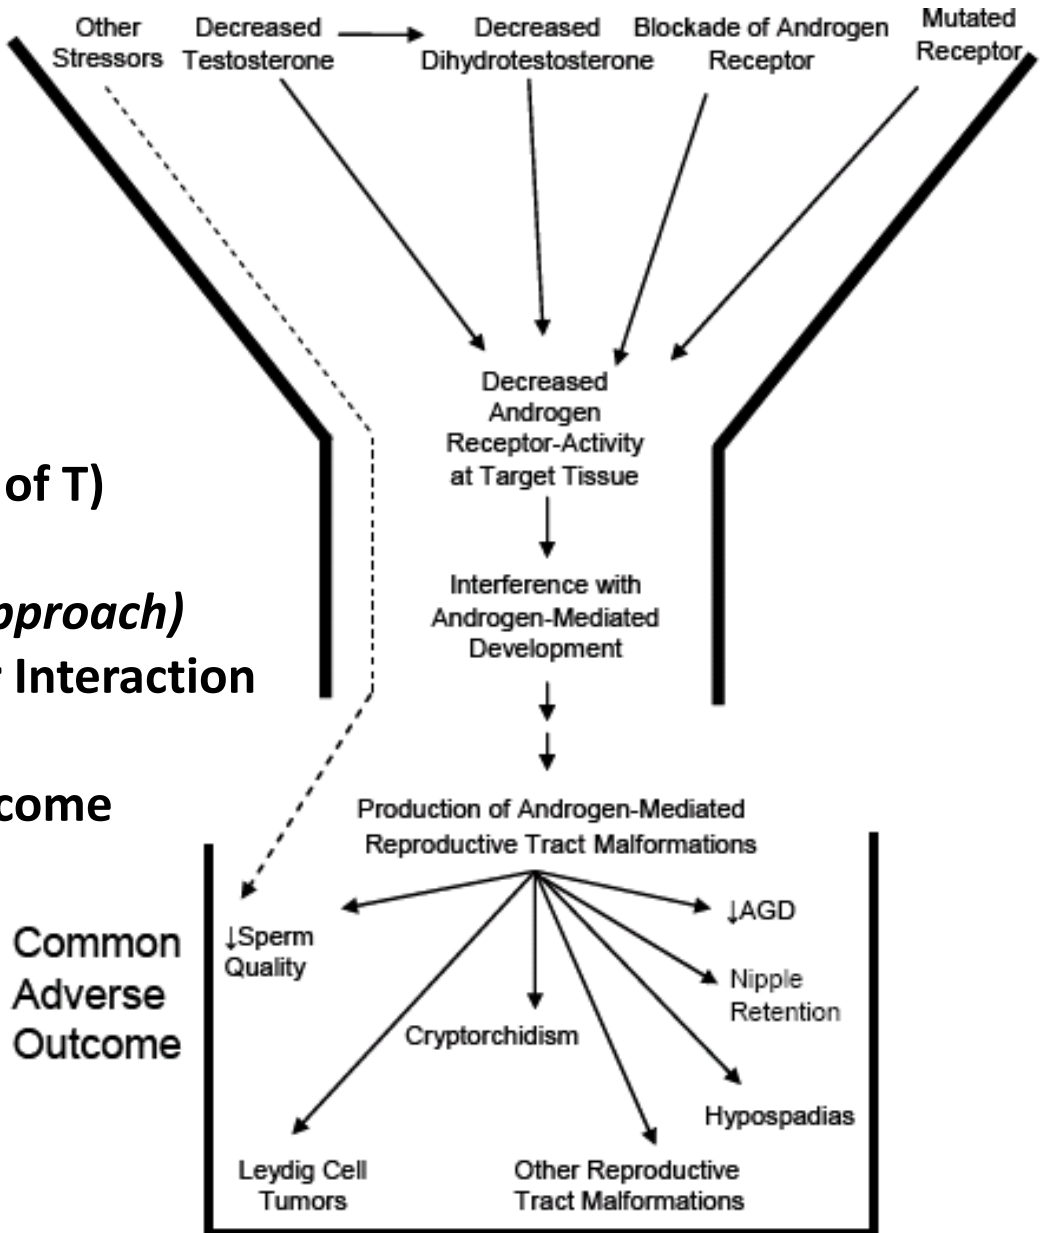 Other
Stressors
Decreased
Testosterone
Decreased
Dihydrotestosterone
Blockade of Androgen
Receptor
Mutated
Receptor
Decreased
Androgen
Receptor-Activity
at Target Tissue
of T)
Interference with
Androgen-Mediated
Development
pproach)
Interaction
come
Production of Androgen-Mediated
Reproductive Tract Malformations
Common
Adverse
Outcome
↓Sperm
Quality
↓AGD
Nipple
Retention
Cryptorchidism
Hypospadias
Leydig Cell
Tumors
Other Reproductive
Tract Malformations